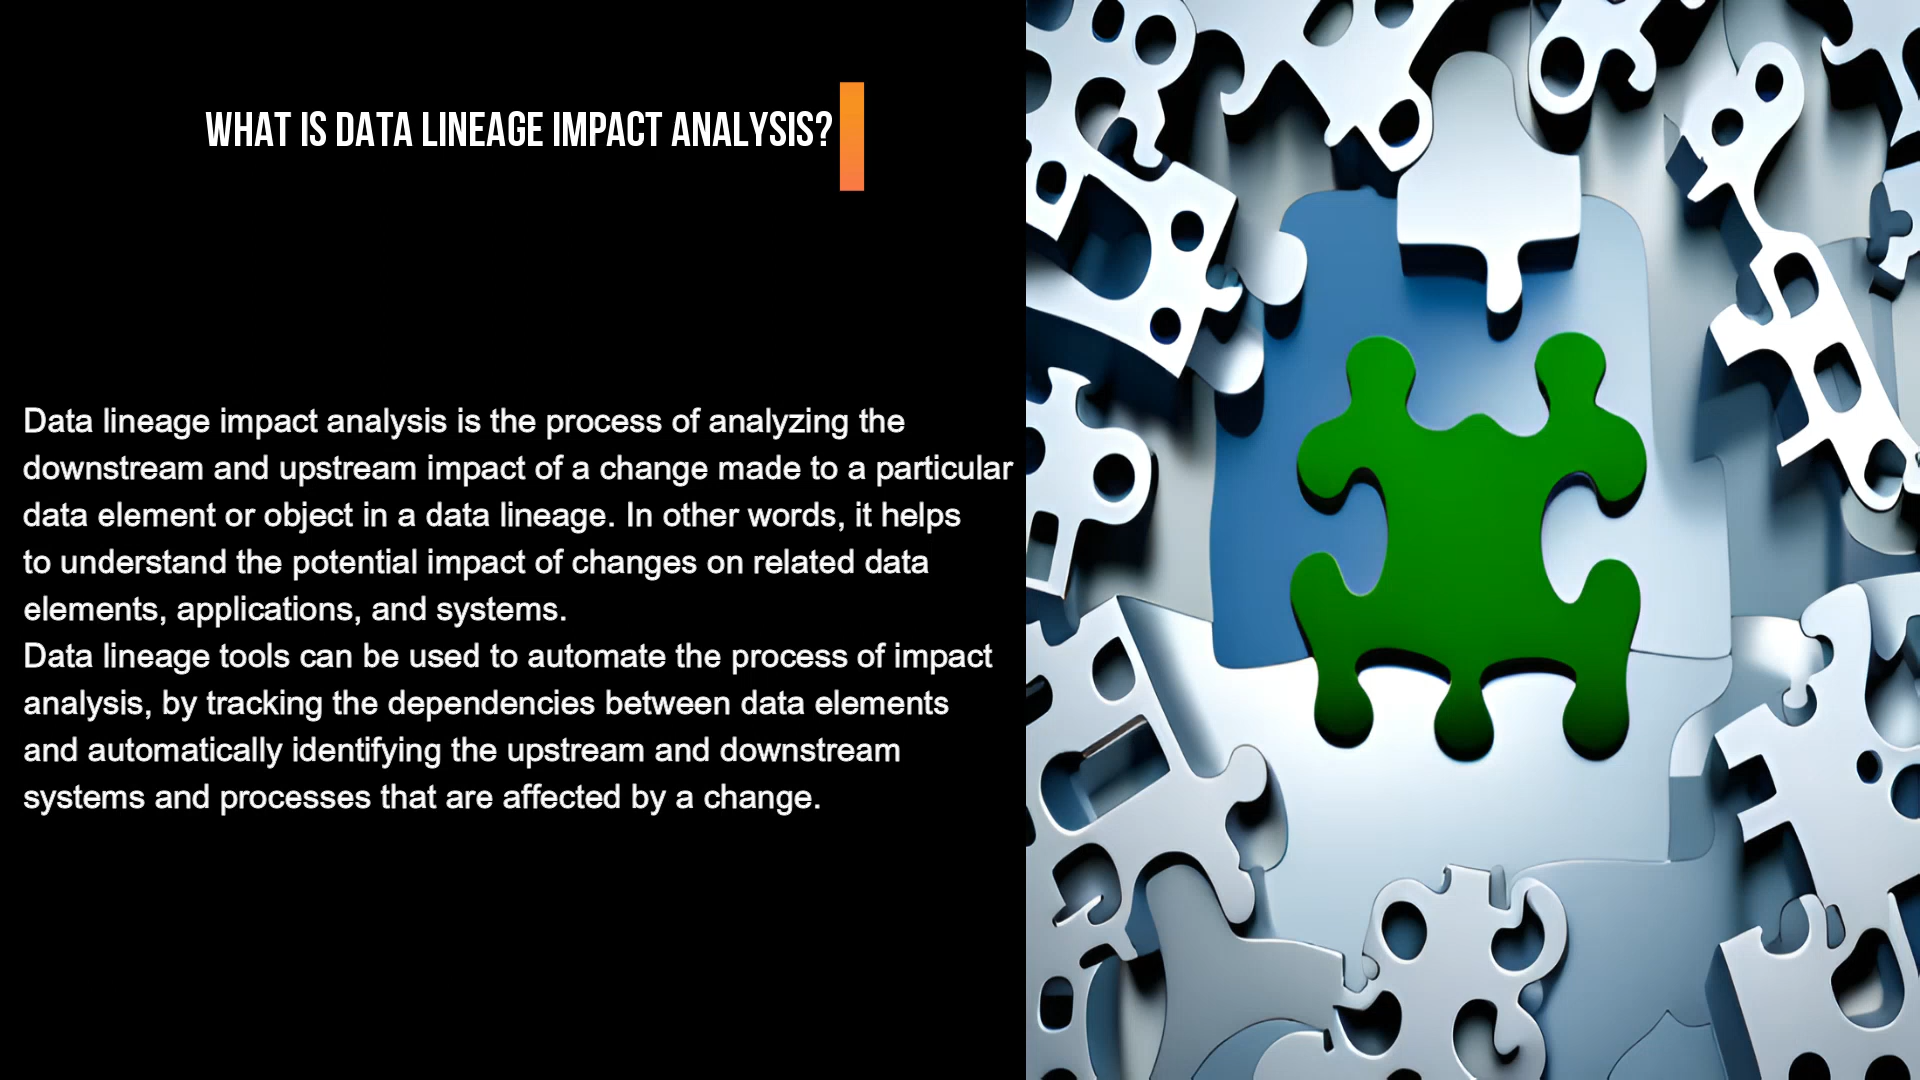 WHAT IS DATA LINEAGE IMPACT ANALYSIS?
Data lineage impact analysis is the process of analyzing the
downstream and upstream impact of a change made to a particular
data element or object in a data lineage. In other words, it helps
to understand the potential impact of changes on related data
elements, applications, and systems.
Data lineage tools can be used to automate the process of impact
analysis, by tracking the dependencies between data elements
and automatically identifying the upstream and downstream
systems and processes that are affected by a change.